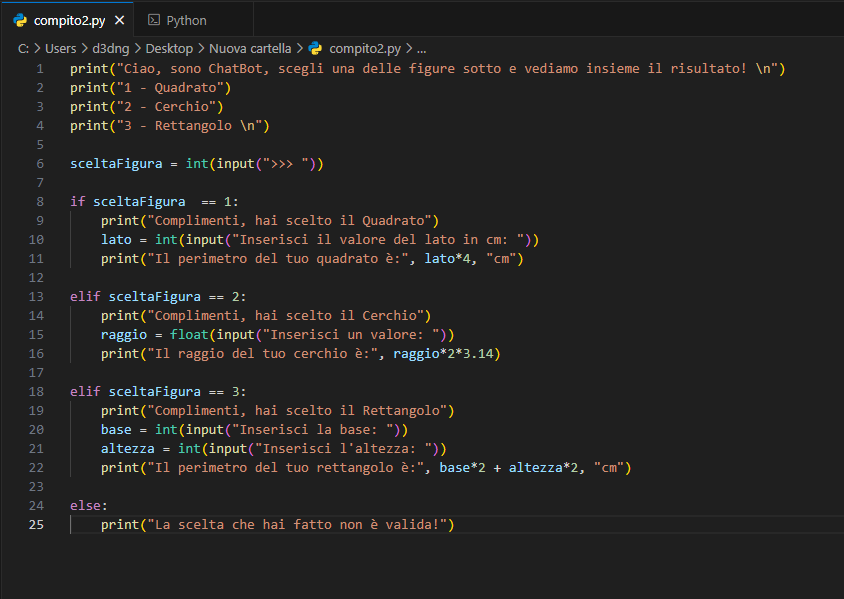 compito2.py
Python
C: > Users > d3dng > Desktop > Nuova cartella > compito2.py > ...
1 print("Ciao, sono ChatBot, scegli una delle figure sotto e vediamo insieme il risultato! \n")
2 print("1 - Quadrato")
3 print("2 - Cerchio")
4 print("3 - Rettangolo \n")
5
6 sceltaFigura = int(input(">>> "))
7
8 if sceltaFigura  == 1:
9     print("Complimenti, hai scelto il Quadrato")
10     lato = int(input("Inserisci il valore del lato in cm: "))
11     print("Il perimetro del tuo quadrato è:", lato*4, "cm")
12
13 elif sceltaFigura == 2:
14     print("Complimenti, hai scelto il Cerchio")
15     raggio = float(input("Inserisci un valore: "))
16     print("Il raggio del tuo cerchio è:", raggio*2*3.14)
17
18 elif sceltaFigura == 3:
19     print("Complimenti, hai scelto il Rettangolo")
20     base = int(input("Inserisci la base: "))
21     altezza = int(input("Inserisci l'altezza: "))
22     print("Il perimetro del tuo rettangolo è:", base*2 + altezza*2, "cm")
23
24 else:
25     print("La scelta che hai fatto non è valida!")